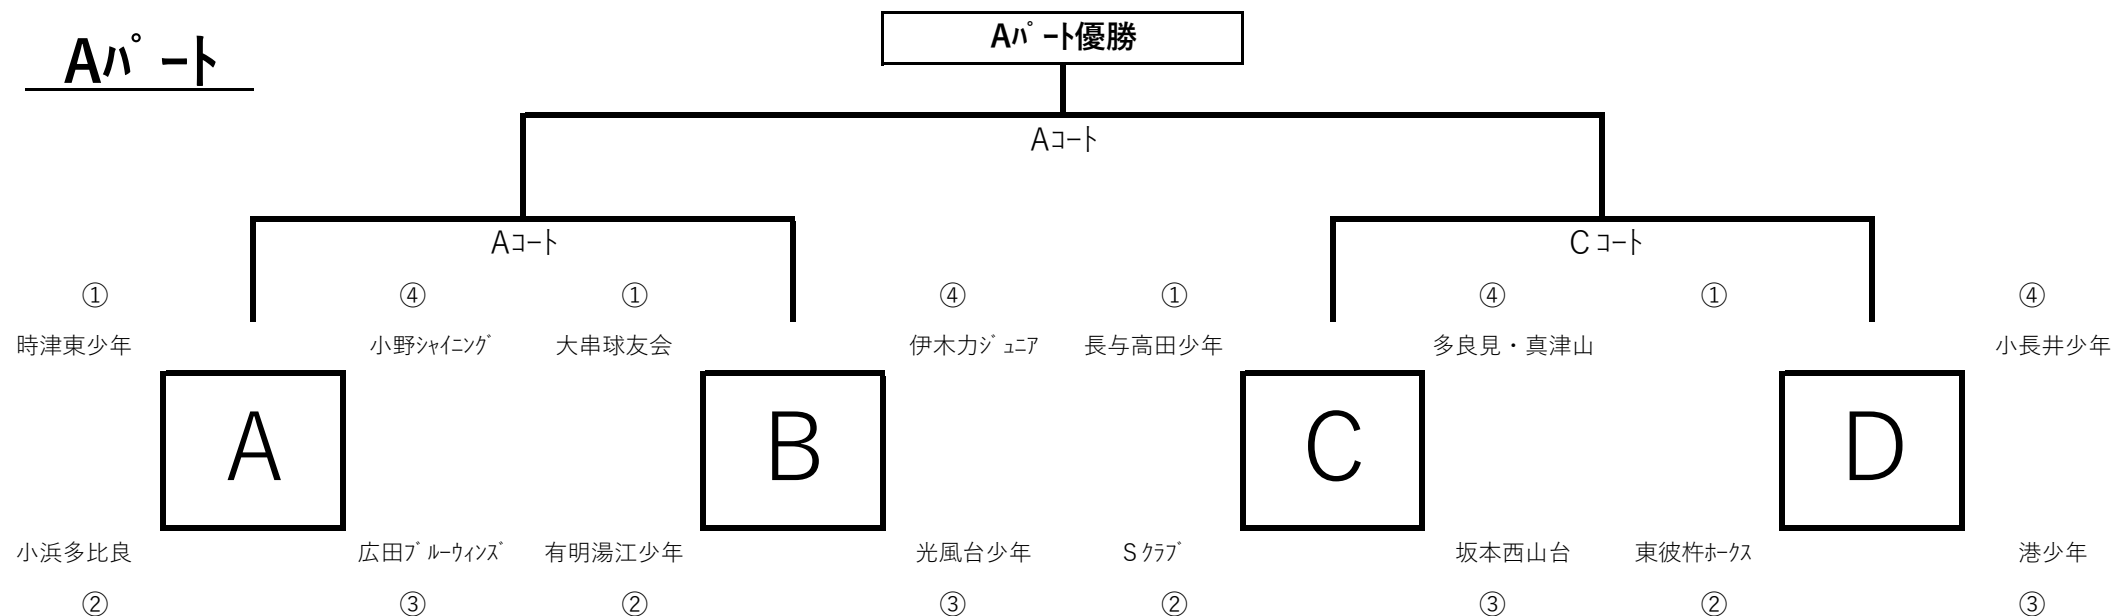 Aﾊﾟｰﾄ優勝
Aﾊﾟｰﾄ
Aｺｰﾄ
Aｺｰﾄ
Cｺｰﾄ
① ④ ① ④ ① ④ ① ④
時津東少年 小野ｼｬｲﾆﾝｸﾞ 大串球友会 伊木力ｼﾞｭﾆｱ 長与高田少年 多良見・真津山 小長井少年
A B C D
小浜多比良 広田ﾌﾞﾙｰｳｨﾝｽﾞ 有明湯江少年 光風台少年 Sｸﾗﾌﾞ 坂本西山台 東彼杵ﾎｰｸｽ 港少年
② ③ ② ③ ② ③ ② ③